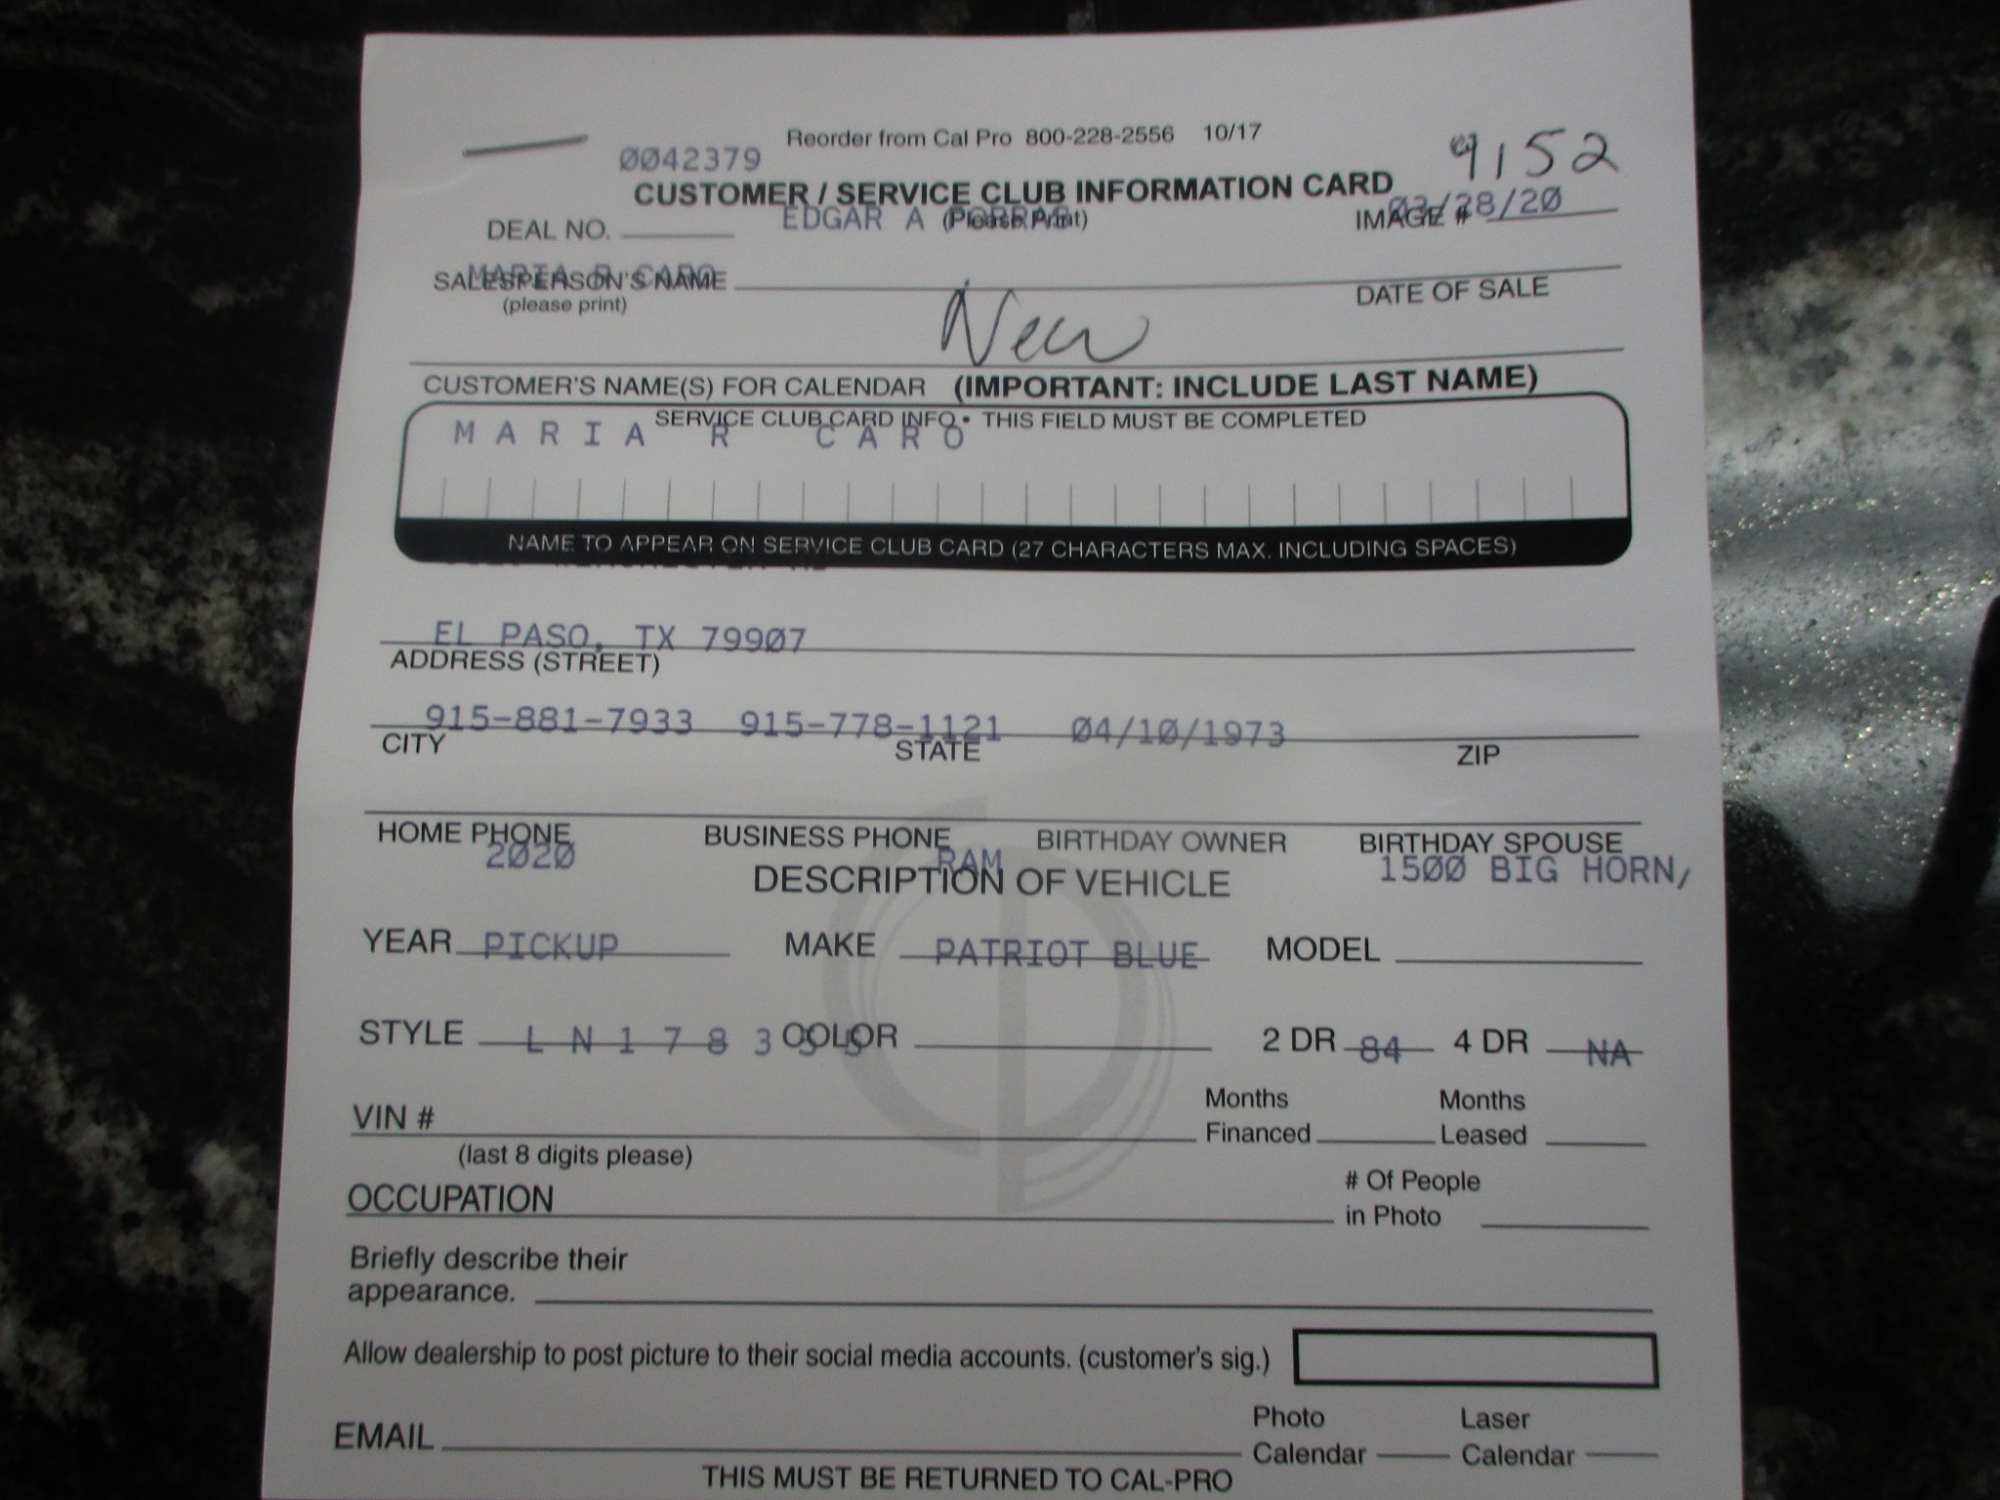 Reorder from Cal Pro 800-228-2556 10/17
9152
0042379
CUSTOMER / SERVICE CLUB INFORMATION CARD
03/28/20
DEAL NO. EDGAR A PORRAS (Please Print) IMAGE #
MARIA R CARO
SALESPERSON'S NAME DATE OF SALE
(please print)
New
CUSTOMER'S NAME(S) FOR CALENDAR (IMPORTANT: INCLUDE LAST NAME)
SERVICE CLUB CARD INFO • THIS FIELD MUST BE COMPLETED
MARIA R CARO
NAME TO APPEAR ON SERVICE CLUB CARD (27 CHARACTERS MAX. INCLUDING SPACES)
EL PASO, TX 79907
ADDRESS (STREET)
915-881-7933 915-778-1121 04/10/1973
CITY STATE ZIP
HOME PHONE BUSINESS PHONE BIRTHDAY OWNER BIRTHDAY SPOUSE
2020 RAM 1500 BIG HORN/
DESCRIPTION OF VEHICLE
YEAR PICKUP MAKE PATRIOT BLUE MODEL
STYLE LN178355 COLOR 2 DR 84 4 DR NA
VIN # Months Financed Months Leased
(last 8 digits please)
OCCUPATION # Of People in Photo
Briefly describe their
appearance.
Allow dealership to post picture to their social media accounts. (customer's sig.)
EMAIL Photo Calendar Laser Calendar
THIS MUST BE RETURNED TO CAL-PRO